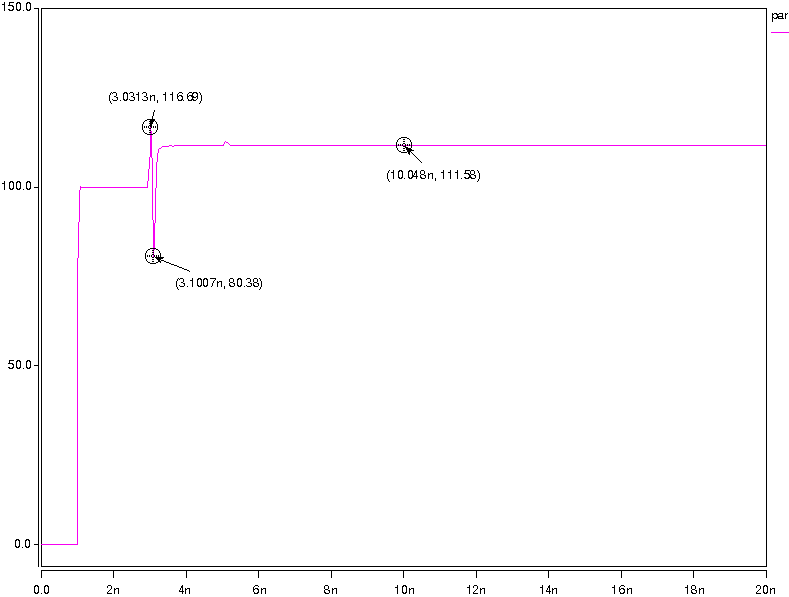 150.0
par
(3.0313n, 116.69)
100.0
(10.048n, 111.58)
(3.1007n, 80.38)
50.0
0.0
0.0 2n 4n 6n 8n 10n 12n 14n 16n 18n 20n